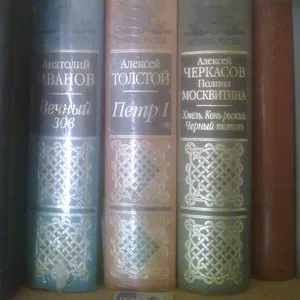 Анатолий
ИВАНОВ
Вечный
зов
Алексей
ТОЛСТОЙ
Петр I
Алексей
ЧЕРКАСОВ
Полина
МОСКВИТИНА
Хмель. Конь рыжий
Черный тополь